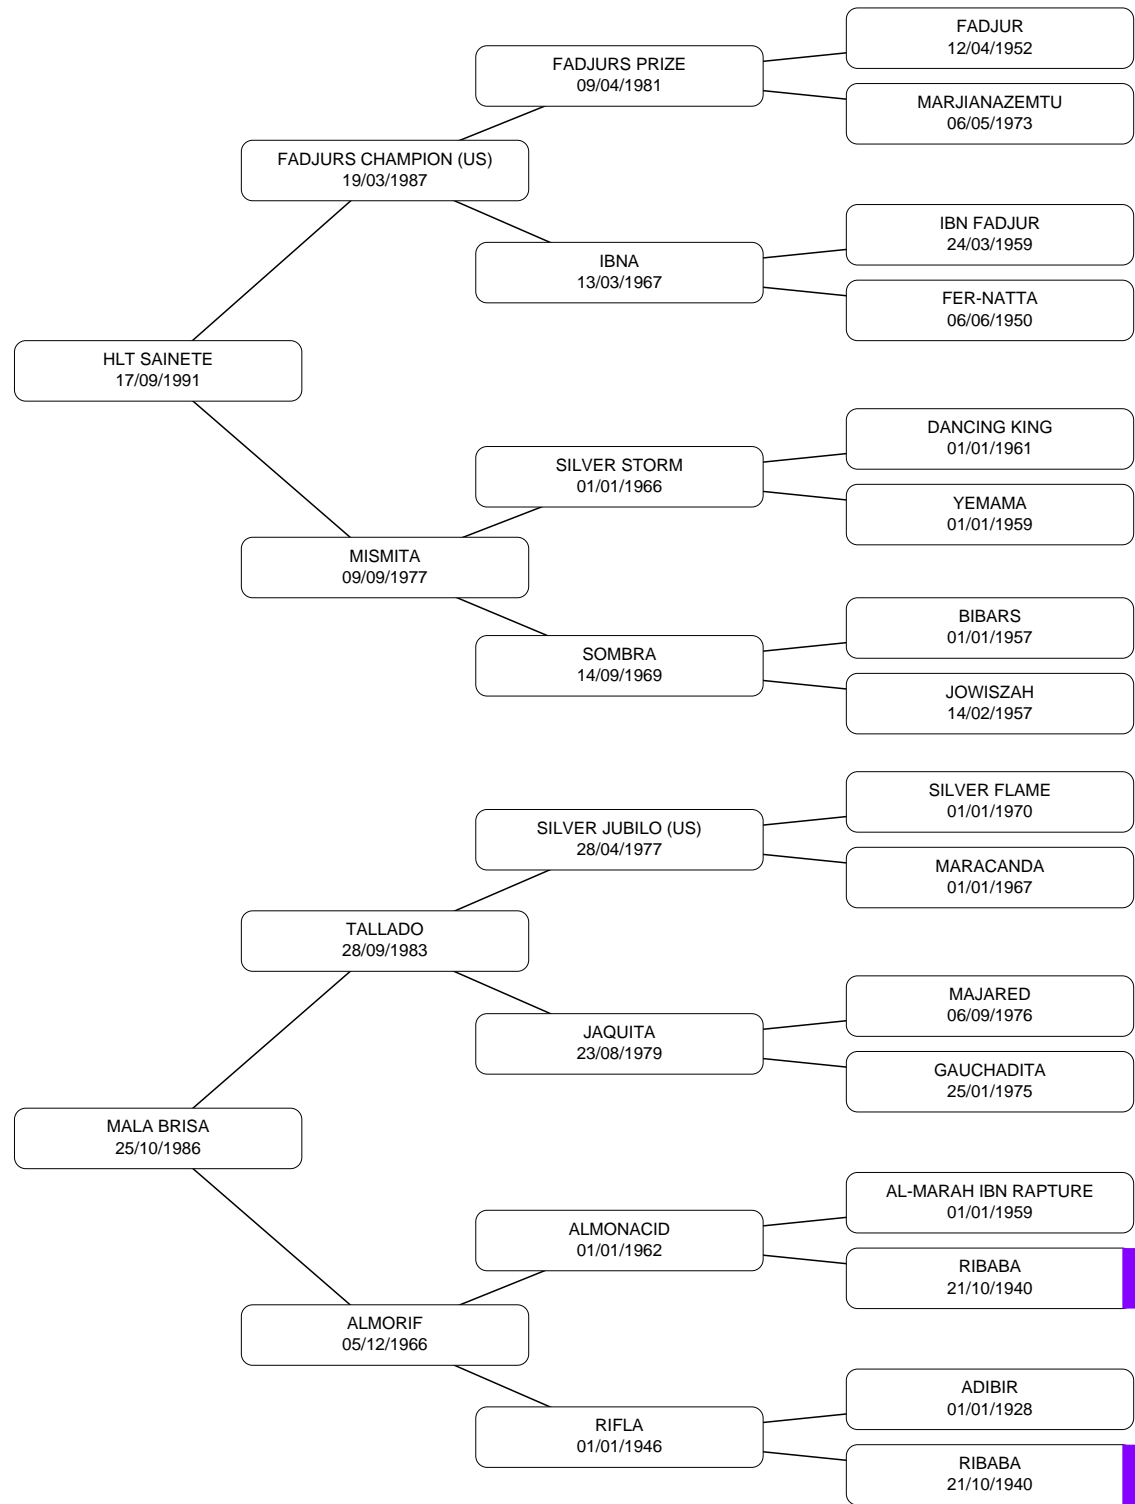 FADJUR
12/04/1952
FADJURS PRIZE
09/04/1981
MARJIANAZEMTU
06/05/1973
FADJURS CHAMPION (US)
19/03/1987
IBN FADJUR
24/03/1959
IBNA
13/03/1967
FER-NATTA
06/06/1950
HLT SAINETE
17/09/1991
DANCING KING
01/01/1961
SILVER STORM
01/01/1966
YEMAMA
01/01/1959
MISMITA
09/09/1977
BIBARS
01/01/1957
SOMBRA
14/09/1969
JOWISZAH
14/02/1957
SILVER FLAME
01/01/1970
SILVER JUBILO (US)
28/04/1977
MARACANDA
01/01/1967
TALLADO
28/09/1983
MAJARED
06/09/1976
JAQUITA
23/08/1979
GAUCHADITA
25/01/1975
MALA BRISA
25/10/1986
AL-MARAH IBN RAPTURE
01/01/1959
ALMONACID
01/01/1962
RIBABA
21/10/1940
ALMORIF
05/12/1966
ADIBIR
01/01/1928
RIFLA
01/01/1946
RIBABA
21/10/1940